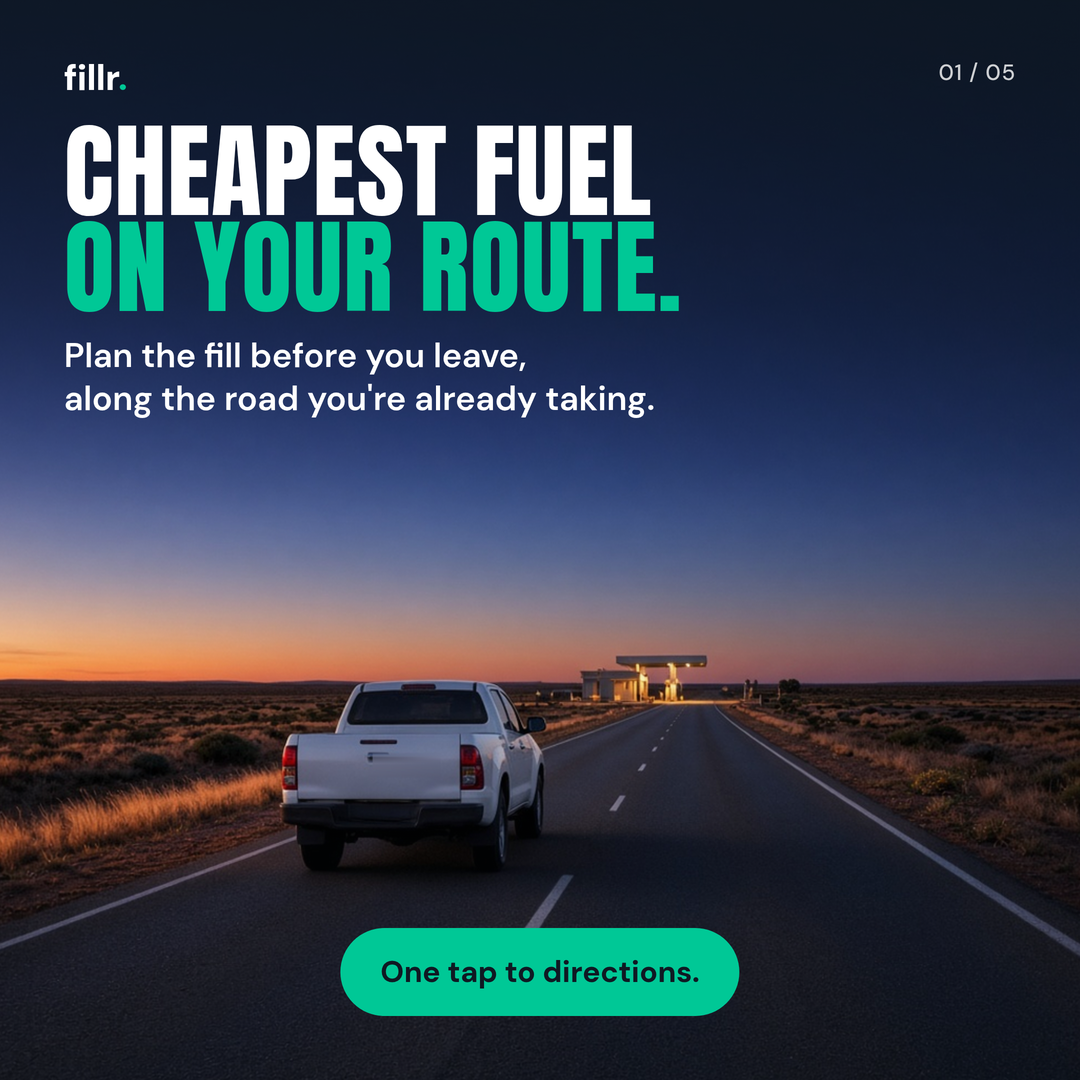 fillr.
01 / 05
CHEAPEST FUEL
ON YOUR ROUTE.
Plan the fill before you leave,
along the road you're already taking.
One tap to directions.